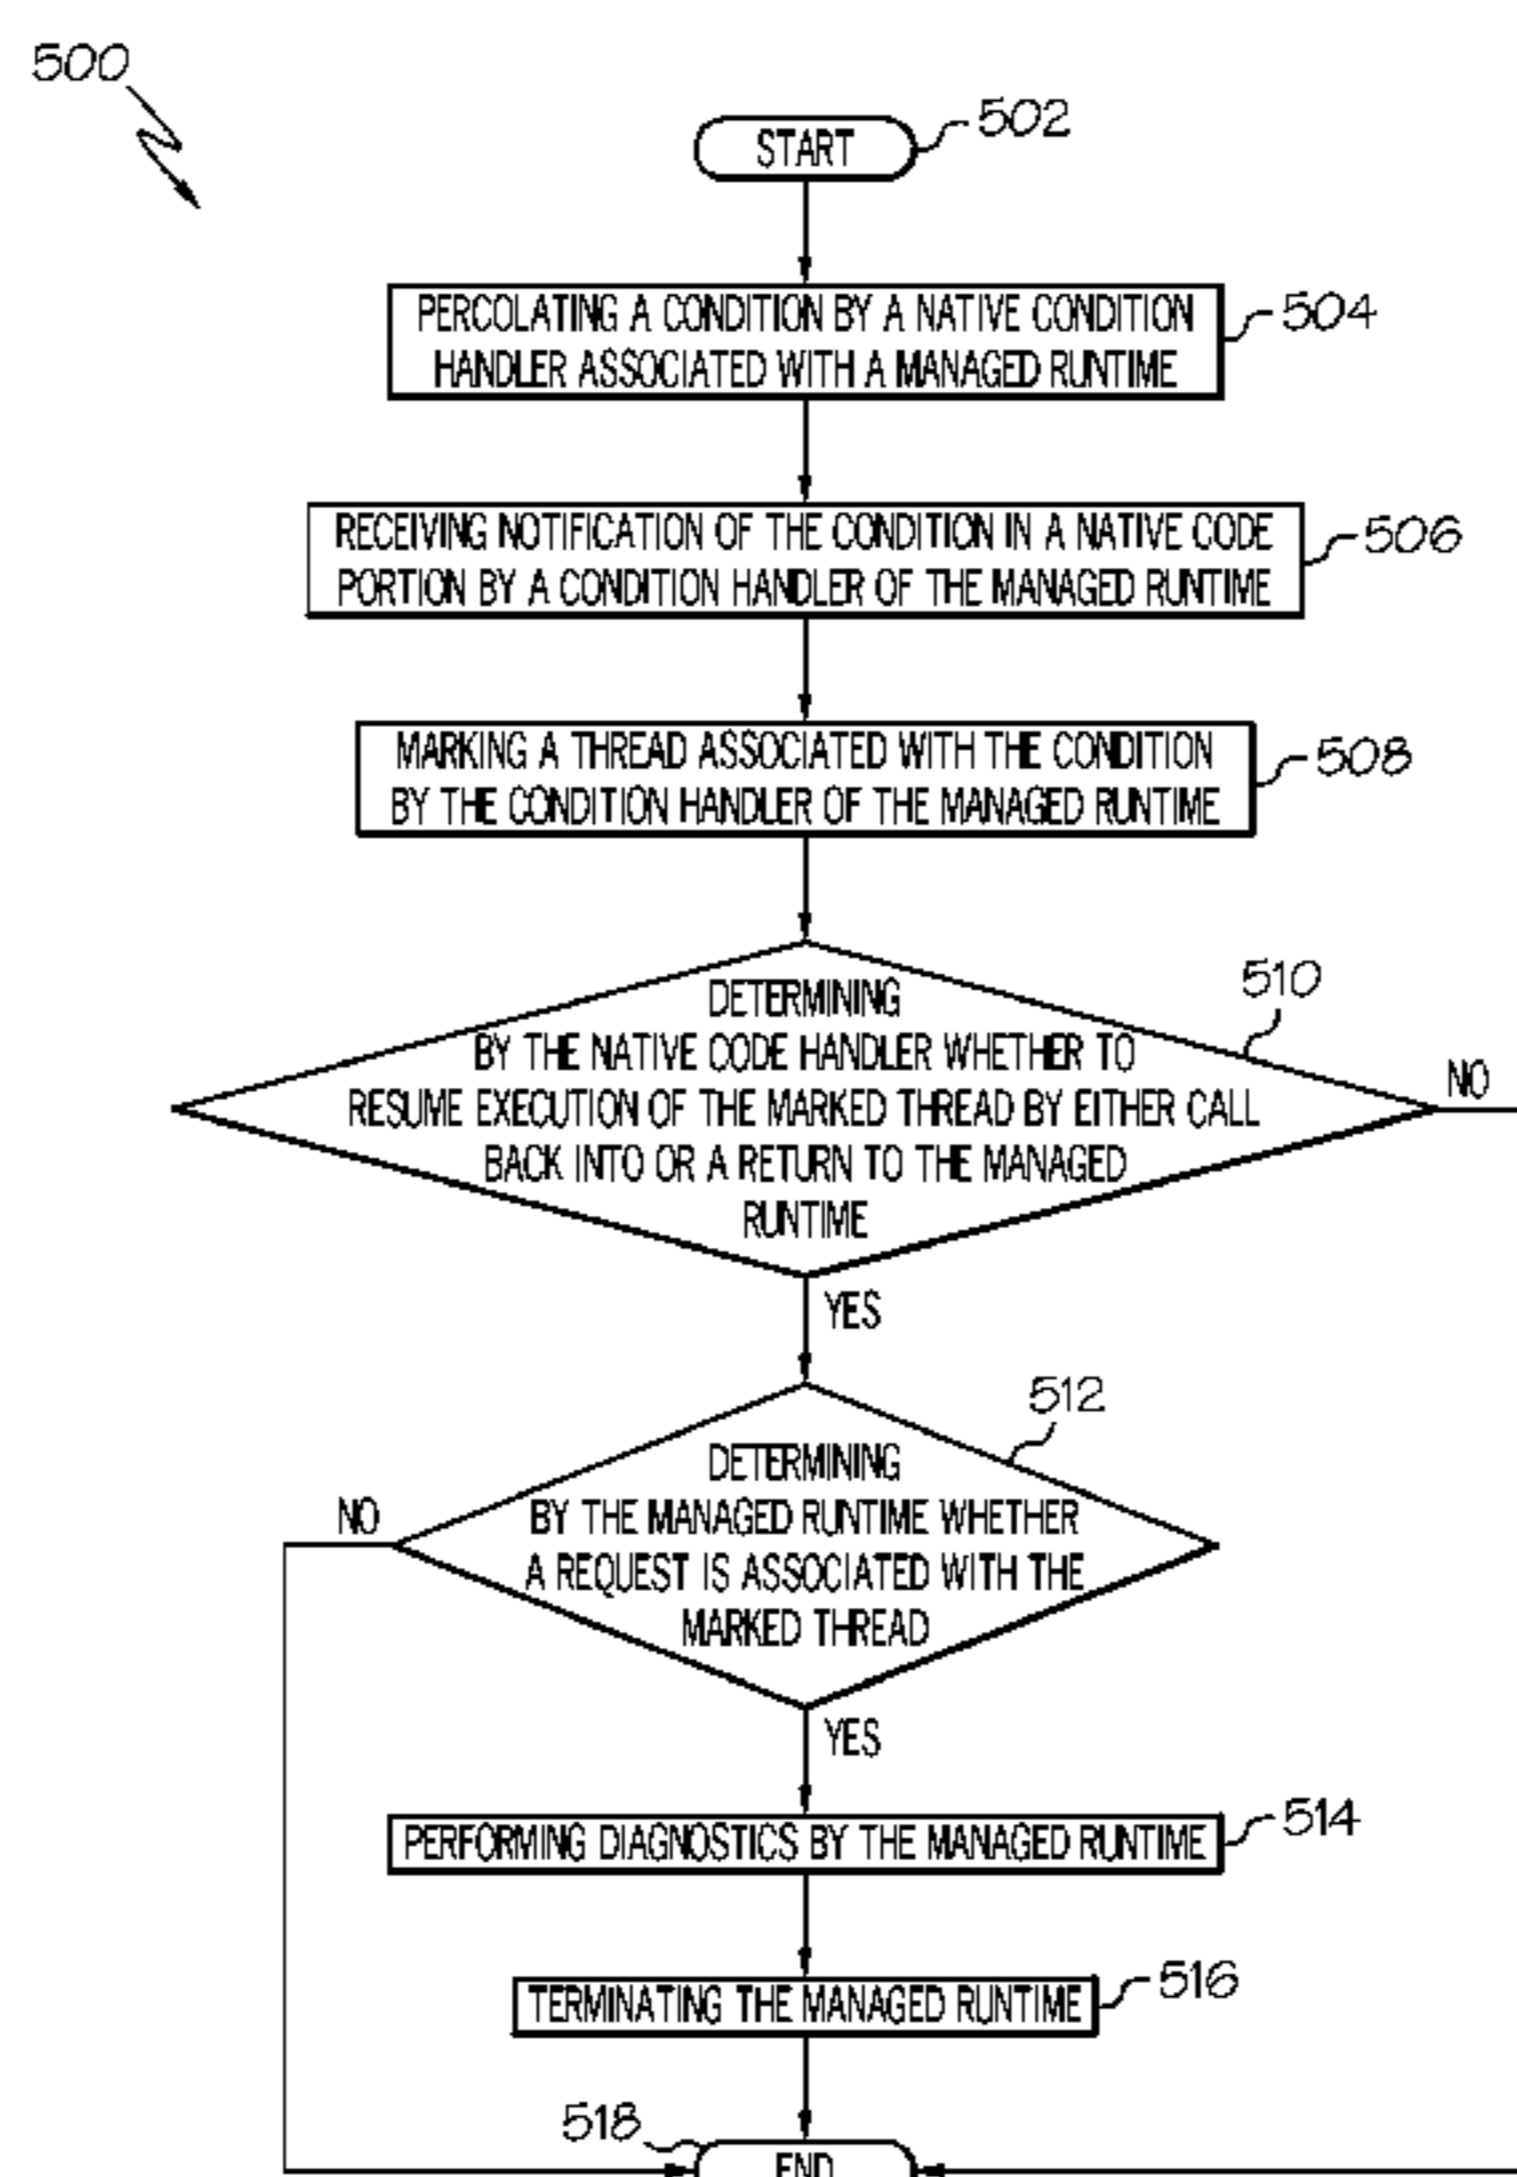 500
START
502
PERCOLATING A CONDITION BY A NATIVE CONDITION
HANDLER ASSOCIATED WITH A MANAGED RUNTIME
504
RECEIVING NOTIFICATION OF THE CONDITION IN A NATIVE CODE
PORTION BY A CONDITION HANDLER OF THE MANAGED RUNTIME
506
MARKING A THREAD ASSOCIATED WITH THE CONDITION
BY THE CONDITION HANDLER OF THE MANAGED RUNTIME
508
DETERMINING
BY THE NATIVE CODE HANDLER WHETHER TO
RESUME EXECUTION OF THE MARKED THREAD BY EITHER CALL
BACK INTO OR A RETURN TO THE MANAGED
RUNTIME
510
NO
YES
DETERMINING
BY THE MANAGED RUNTIME WHETHER
A REQUEST IS ASSOCIATED WITH THE
MARKED THREAD
512
NO
YES
PERFORMING DIAGNOSTICS BY THE MANAGED RUNTIME
514
TERMINATING THE MANAGED RUNTIME
516
518
END